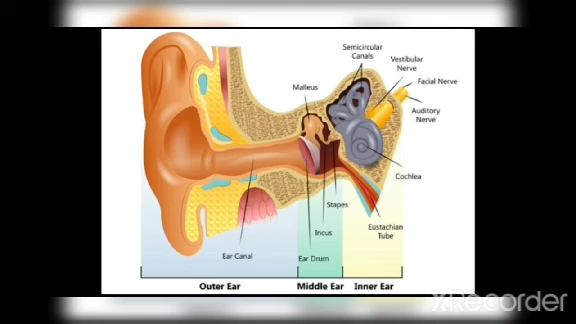 Semicircular
Canals
Vestibular
Nerve
Facial Nerve
Malleus
Auditory
Nerve
Cochlea
Stapes
Eustachian
Tube
Incus
Ear Canal
Ear Drum
Outer Ear
Middle Ear
Inner Ear
XRecorder